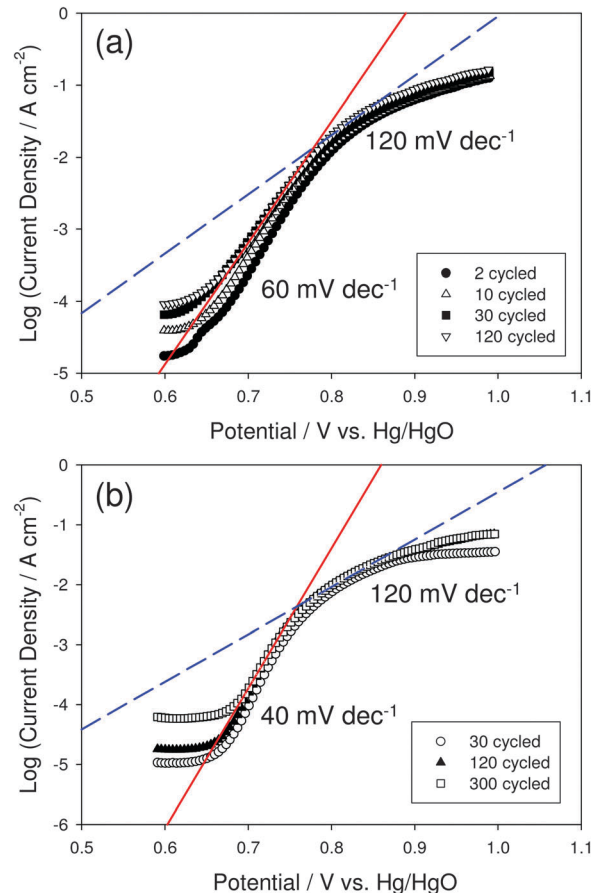 (a)
Log (Current Density / A cm⁻²)
0
-1
-2
-3
-4
-5
120 mV dec⁻¹
60 mV dec⁻¹
2 cycled
10 cycled
30 cycled
120 cycled
0.5 0.6 0.7 0.8 0.9 1.0 1.1
Potential / V vs. Hg/HgO
(b)
Log (Current Density / A cm⁻²)
0
-1
-2
-3
-4
-5
-6
120 mV dec⁻¹
40 mV dec⁻¹
30 cycled
120 cycled
300 cycled
0.5 0.6 0.7 0.8 0.9 1.0 1.1
Potential / V vs. Hg/HgO